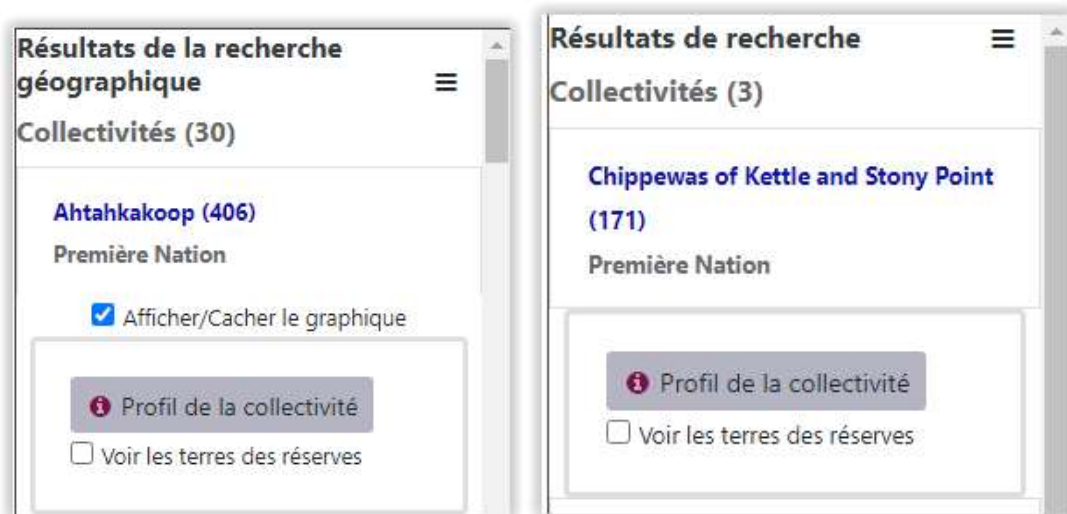 Résultats de la recherche
géographique
Collectivités (30)
Ahtahkakoop (406)
Première Nation
Afficher/Cacher le graphique
Profil de la collectivité
Voir les terres des réserves
Résultats de recherche
Collectivités (3)
Chippewas of Kettle and Stony Point
(171)
Première Nation
Profil de la collectivité
Voir les terres des réserves